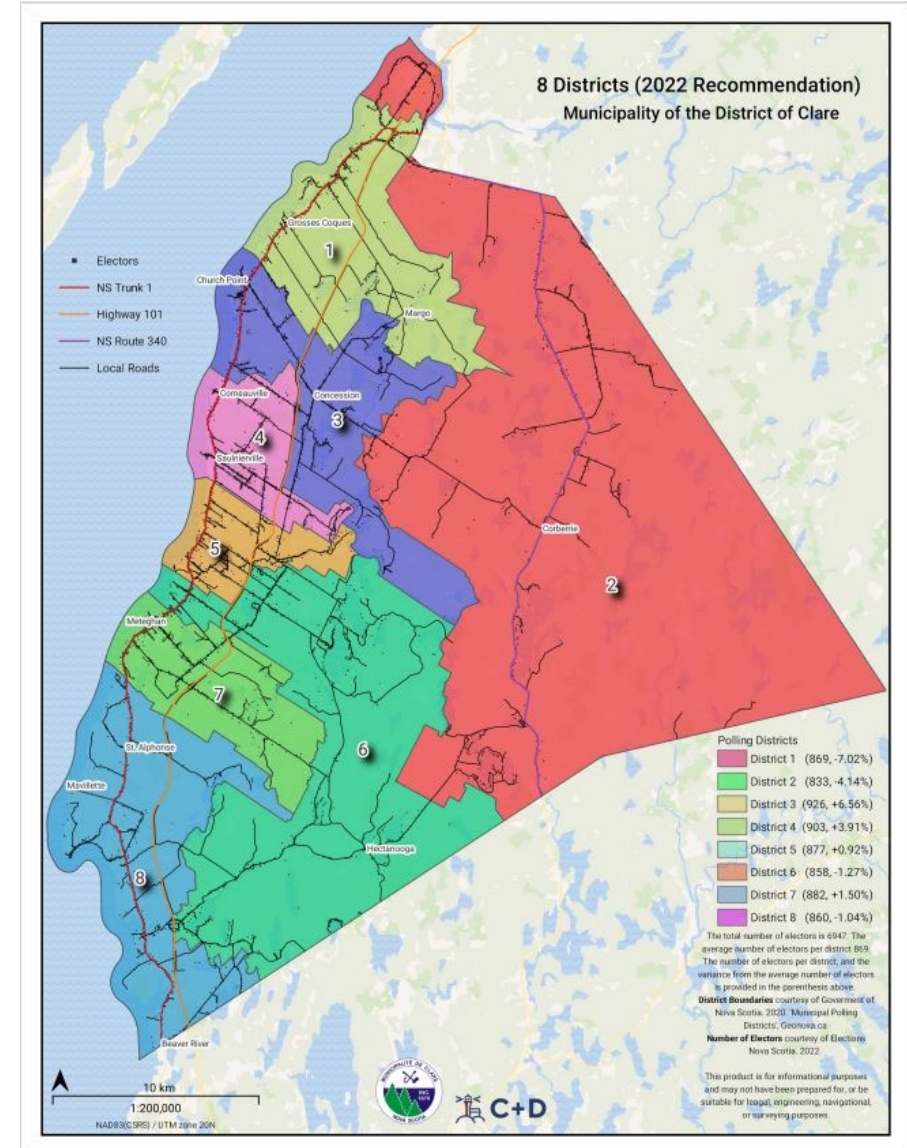 8 Districts (2022 Recommendation)
Municipality of the District of Clare
Electors
NS Trunk 1
Highway 101
NS Route 340
Local Roads
Grosses Coques
1
Church Point
Margo
Comeauville
Concession
3
4
Saulnierville
Corberrie
5
2
Meteghan
7
6
St. Alphonse
Mavillette
Hectanooga
8
Beaver River
Polling Districts
District 1 (869, -7.02%)
District 2 (833, -4.14%)
District 3 (926, +6.56%)
District 4 (903, +3.91%)
District 5 (877, +0.92%)
District 6 (858, -1.27%)
District 7 (882, +1.50%)
District 8 (860, -1.04%)
The total number of electors is 6947. The
average number of electors per district 869.
The number of electors per district, and the
variance from the average number of electors
is provided in the parenthesis above.
District Boundaries courtesy of Goverment of
Nova Scotia. 2020. 'Municipal Polling
Districts', Geonova.ca
Number of Electors courtesy of Elections
Nova Scotia. 2022
This product is for informational purposes
and may not have been prepared for, or be
suitable for leagal, engineering, navigational,
or surveying purposes.
10 km
1:200,000
NAD83(CSRS) / UTM zone 20N
MUNICIPALITÉ DE CLARE
NOVA SCOTIA
C+D